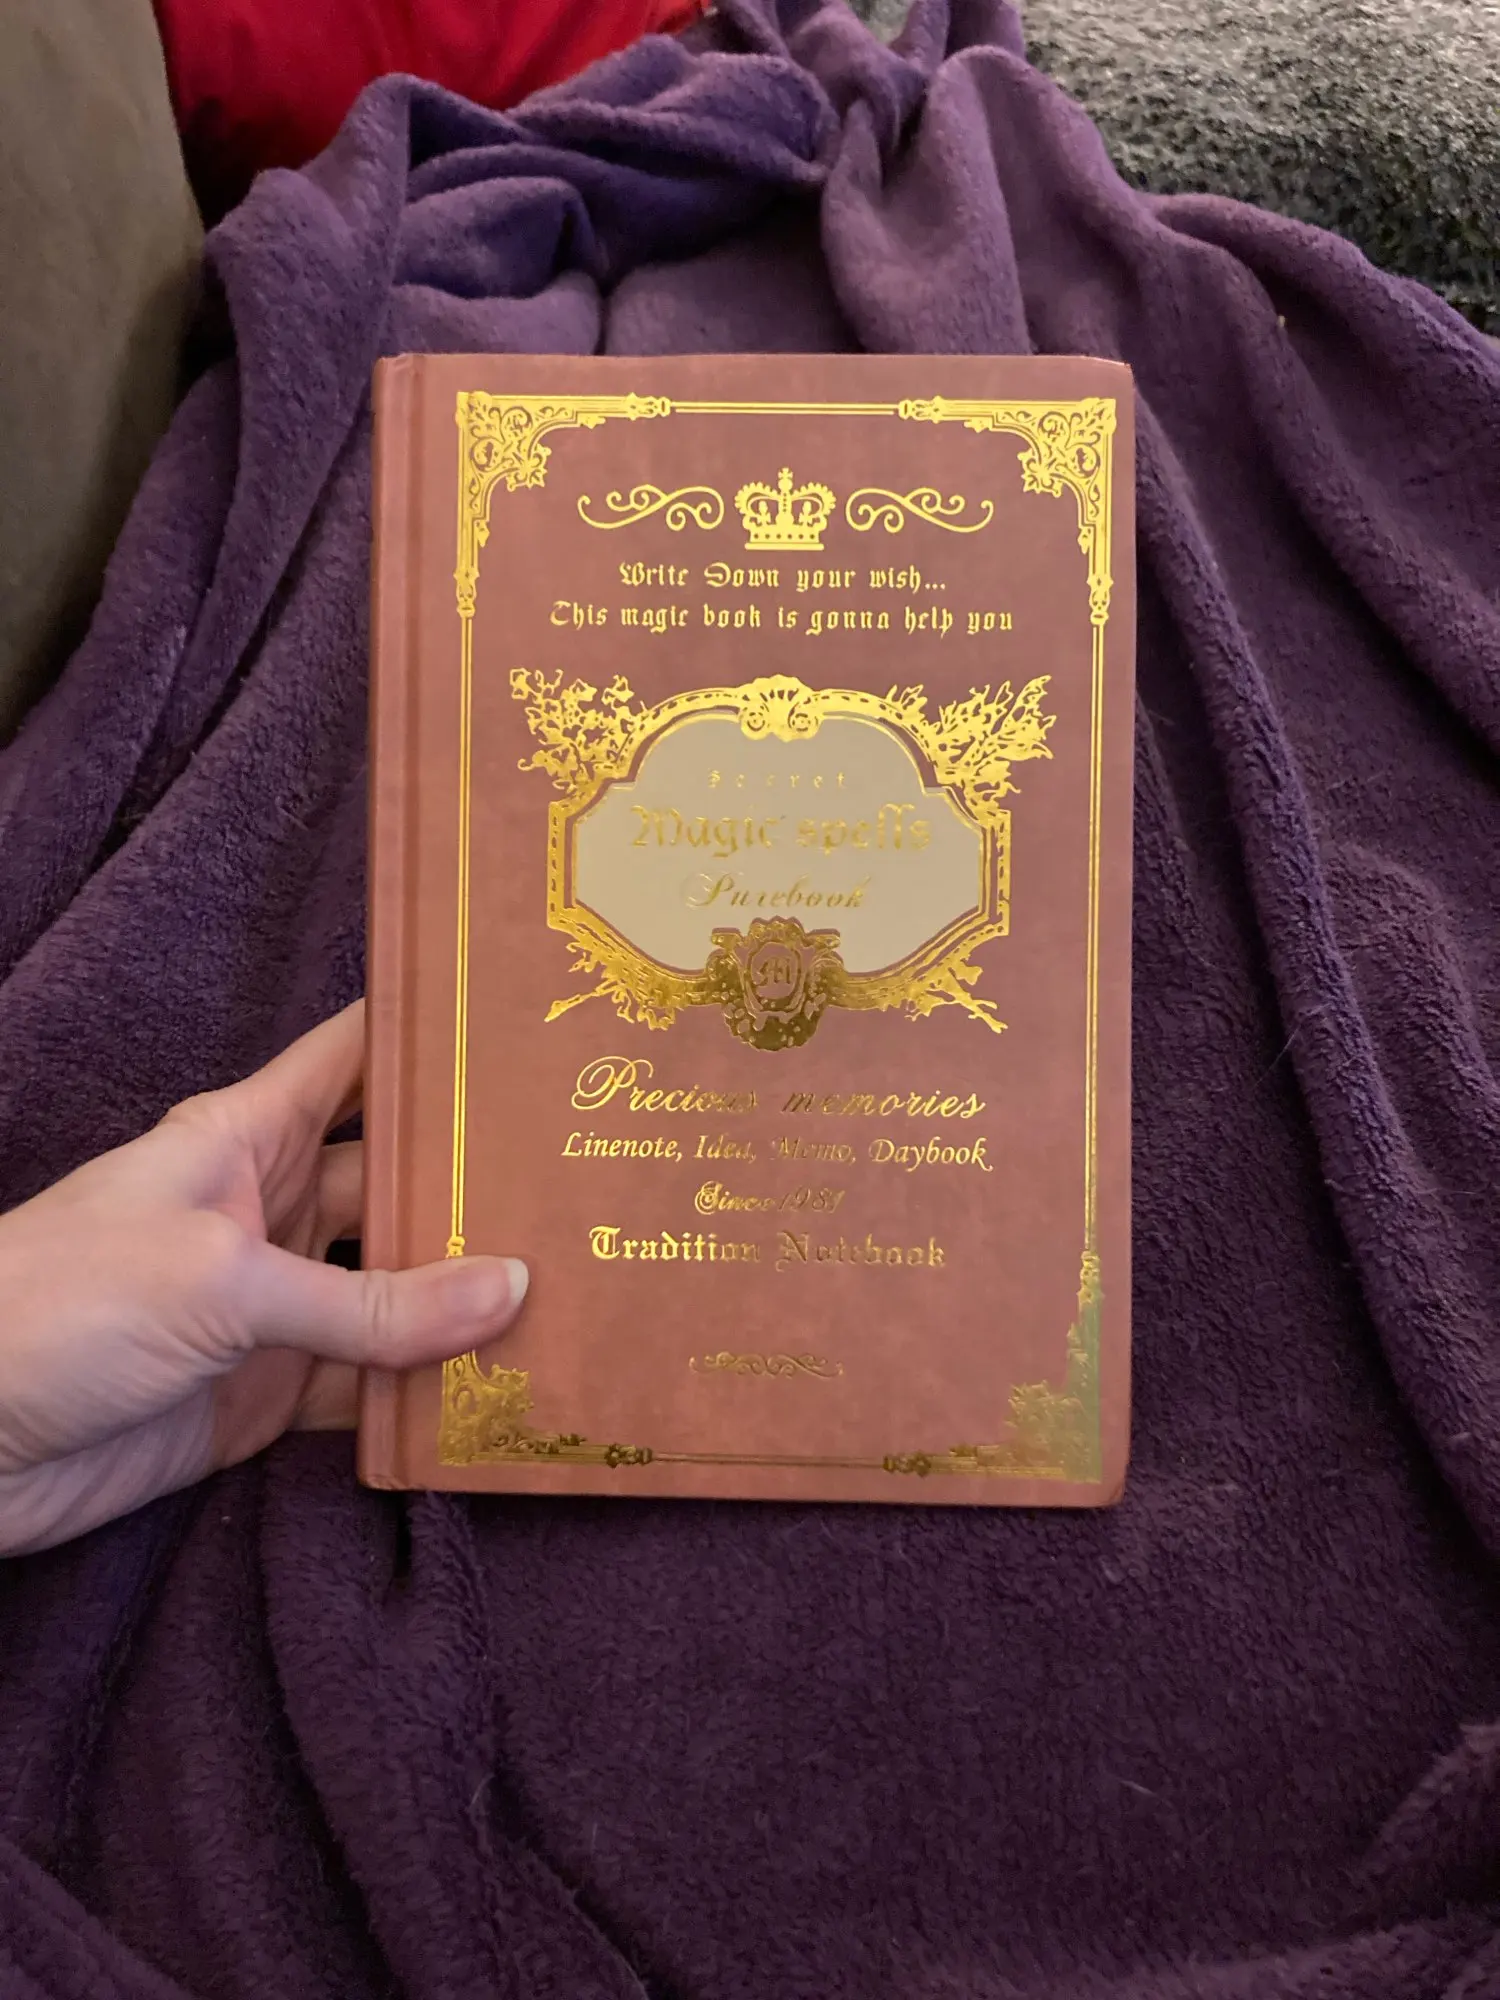 Write Down your wish...
This magic book is gonna help you
Secret
Magic spells
Purebook
Precious memories
Linenote, Idea, Memo, Daybook
Since 1981
Tradition Notebook